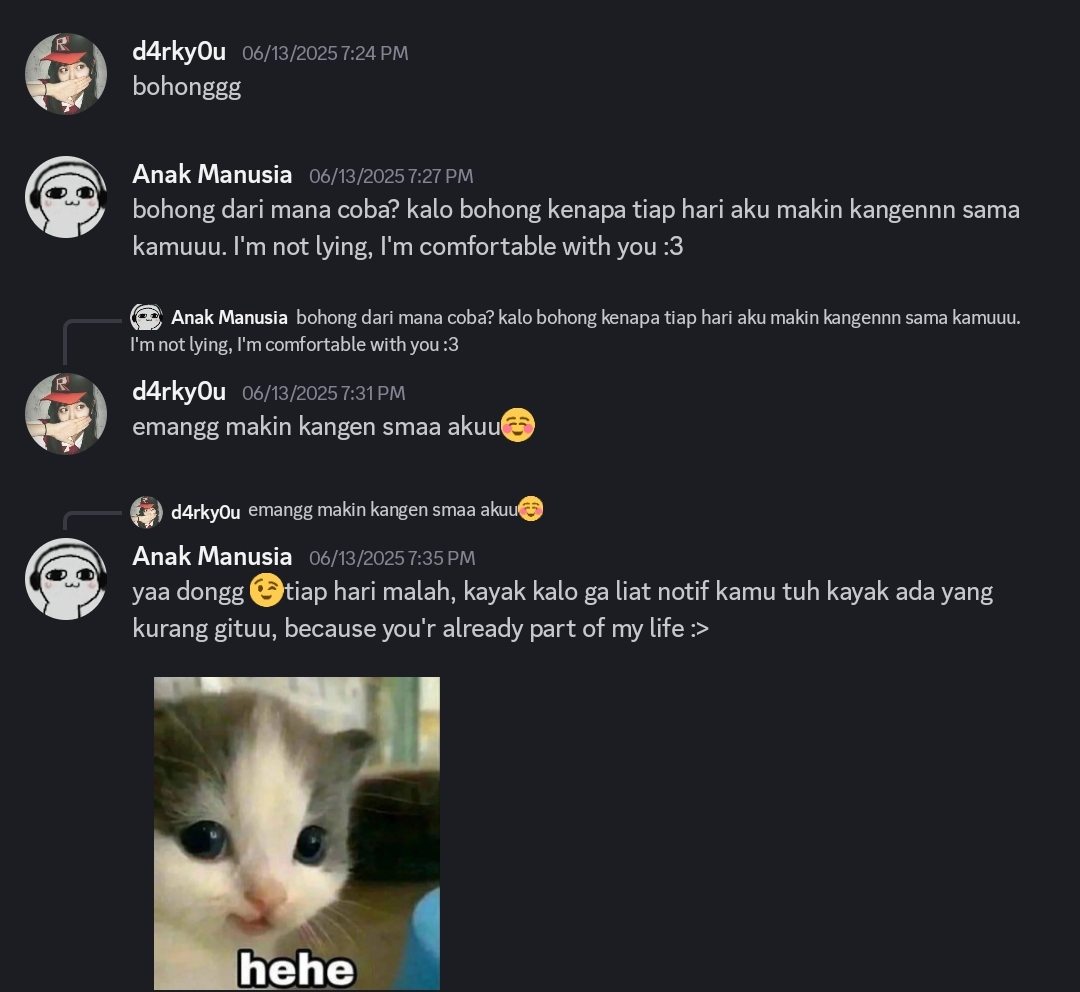 d4rky0u 06/13/2025 7:24 PM
bohonggg
Anak Manusia 06/13/2025 7:27 PM
bohong dari mana coba? kalo bohong kenapa tiap hari aku makin kangennn sama
kamuuu. I'm not lying, I'm comfortable with you :3
Anak Manusia bohong dari mana coba? kalo bohong kenapa tiap hari aku makin kangennn sama kamuuu.
I'm not lying, I'm comfortable with you :3
d4rky0u 06/13/2025 7:31 PM
emangg makin kangen smaa akuu☺️
d4rky0u emangg makin kangen smaa akuu☺️
Anak Manusia 06/13/2025 7:35 PM
yaa dongg 😉tiap hari malah, kayak kalo ga liat notif kamu tuh kayak ada yang
kurang gituu, because you'r already part of my life :>
hehe